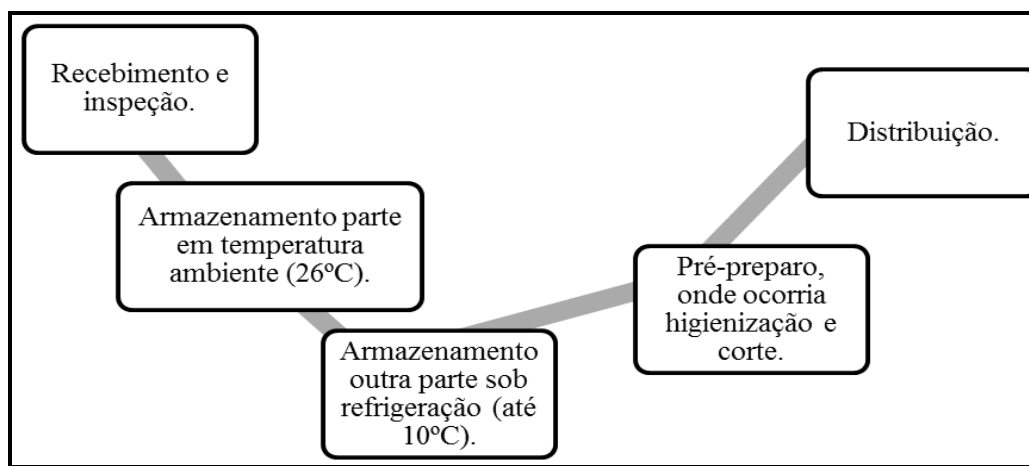 Recebimento e
inspeção.
Armazenamento parte
em temperatura
ambiente (26ºC).
Armazenamento
outra parte sob
refrigeração (até
10ºC).
Pré-preparo,
onde ocorria
higienização e
corte.
Distribuição.